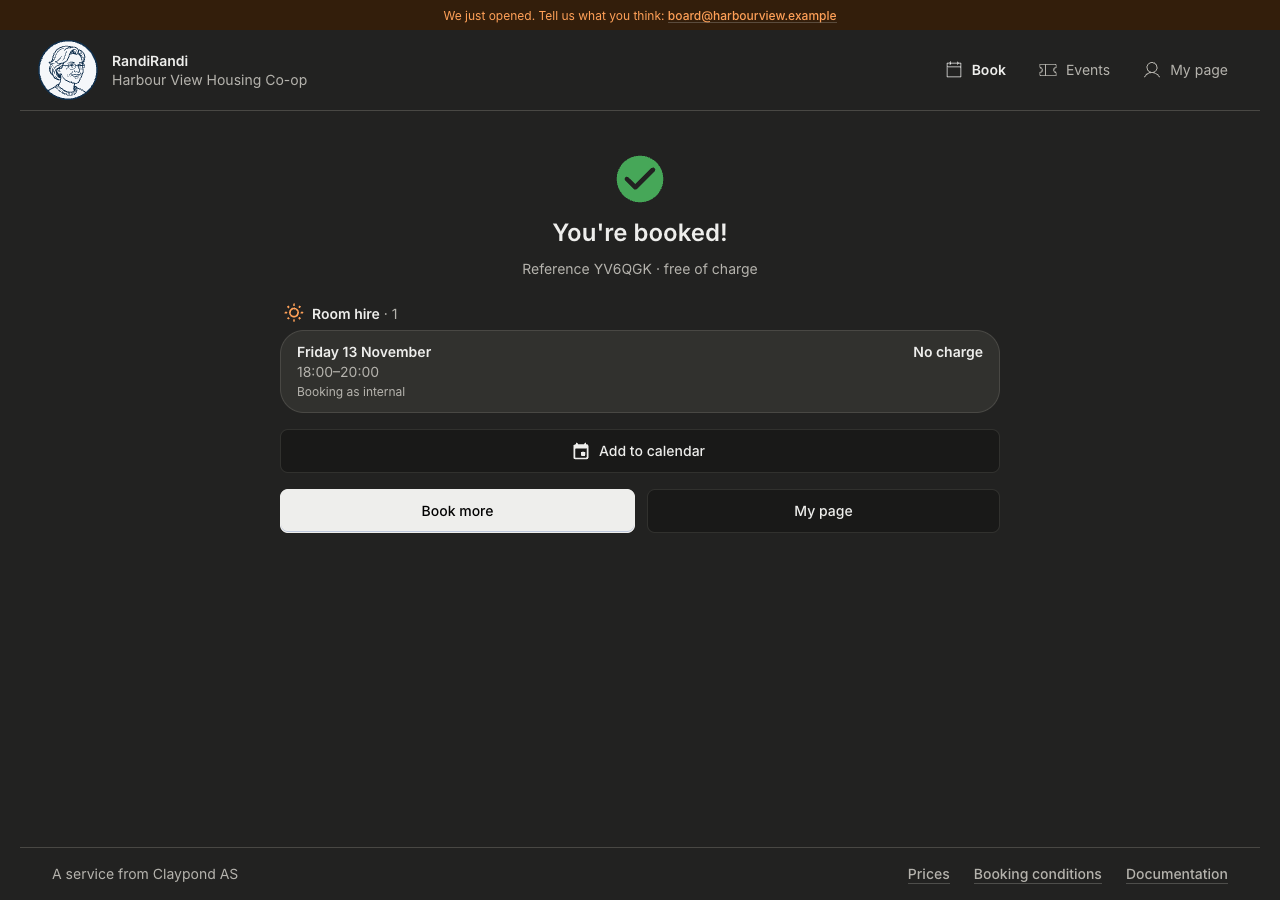 We just opened. Tell us what you think: board@harbourview.example
RandiRandi
Harbour View Housing Co-op
Book
Events
My page
You're booked!
Reference YV6QGK · free of charge
Room hire · 1
Friday 13 November
No charge
18:00–20:00
Booking as internal
Add to calendar
Book more
My page
A service from Claypond AS
Prices
Booking conditions
Documentation